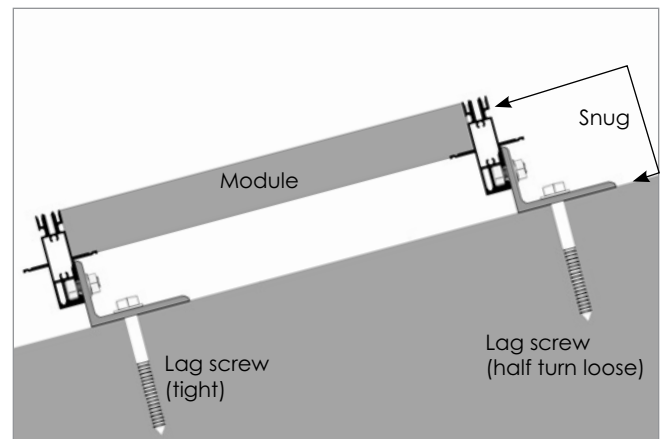 Snug
Module
Lag screw
(tight)
Lag screw
(half turn loose)